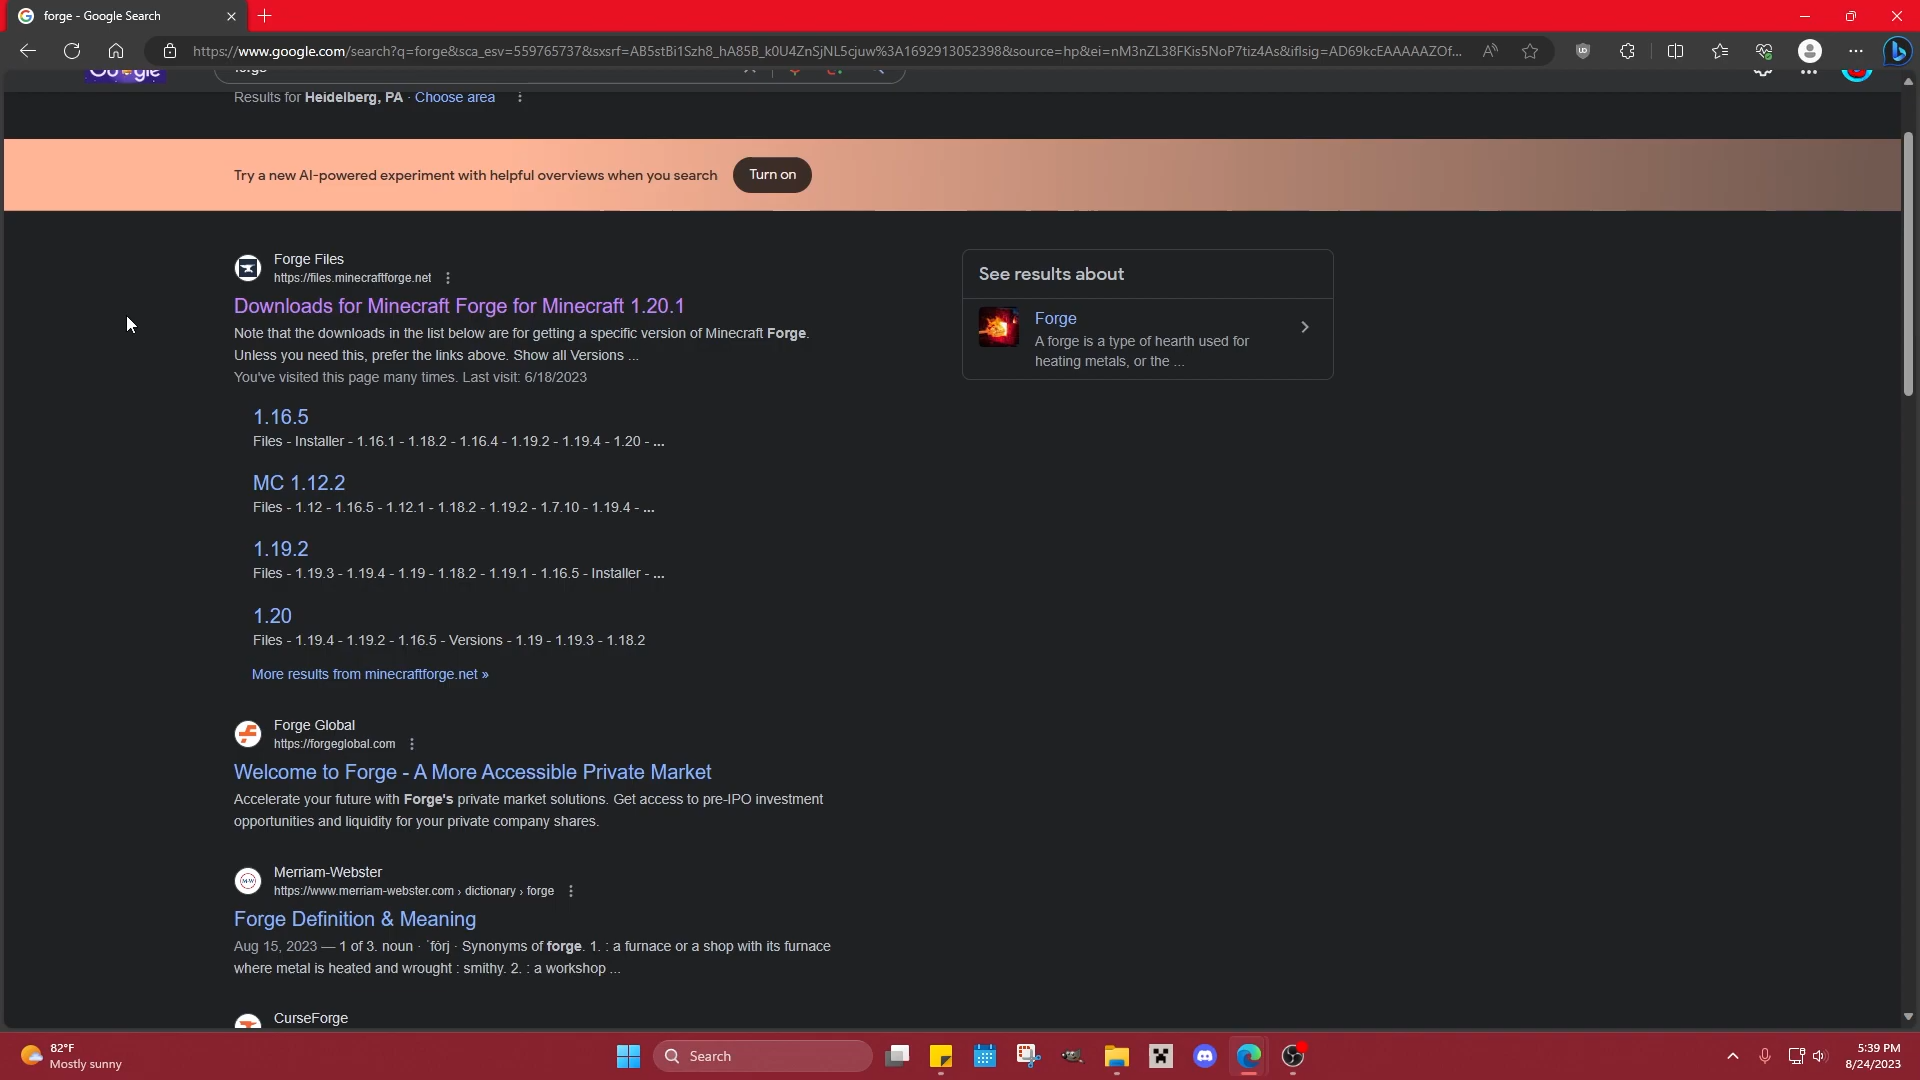 forge - Google Search
https://www.google.com/search?q=forge&sca_esv=559765737&sxsrf=AB5stBi1Szh8_hA85B_k0U4ZnSjNL5cjuw%3A1692913052398&source=hp&ei=nM3nZL38FKis5NoP7tiz4As&iflsig=AD69kcEAAAAAZOf...
Google
forge
Results for Heidelberg, PA · Choose area
Try a new AI-powered experiment with helpful overviews when you search
Turn on
Forge Files
https://files.minecraftforge.net
Downloads for Minecraft Forge for Minecraft 1.20.1
Note that the downloads in the list below are for getting a specific version of Minecraft Forge.
Unless you need this, prefer the links above. Show all Versions ...
You've visited this page many times. Last visit: 6/18/2023
1.16.5
Files - Installer - 1.16.1 - 1.18.2 - 1.16.4 - 1.19.2 - 1.19.4 - 1.20 - ...
MC 1.12.2
Files - 1.12 - 1.16.5 - 1.12.1 - 1.18.2 - 1.19.2 - 1.7.10 - 1.19.4 - ...
1.19.2
Files - 1.19.3 - 1.19.4 - 1.19 - 1.18.2 - 1.19.1 - 1.16.5 - Installer - ...
1.20
Files - 1.19.4 - 1.19.2 - 1.16.5 - Versions - 1.19 - 1.19.3 - 1.18.2
More results from minecraftforge.net »
Forge Global
https://forgeglobal.com
Welcome to Forge - A More Accessible Private Market
Accelerate your future with Forge's private market solutions. Get access to pre-IPO investment
opportunities and liquidity for your private company shares.
Merriam-Webster
https://www.merriam-webster.com › dictionary › forge
Forge Definition & Meaning
Aug 15, 2023 — 1 of 3. noun · ˈfȯrj · Synonyms of forge. 1. : a furnace or a shop with its furnace
where metal is heated and wrought : smithy. 2. : a workshop ...
CurseForge
See results about
Forge
A forge is a type of hearth used for
heating metals, or the ...
82°F
Mostly sunny
Search
5:39 PM
8/24/2023